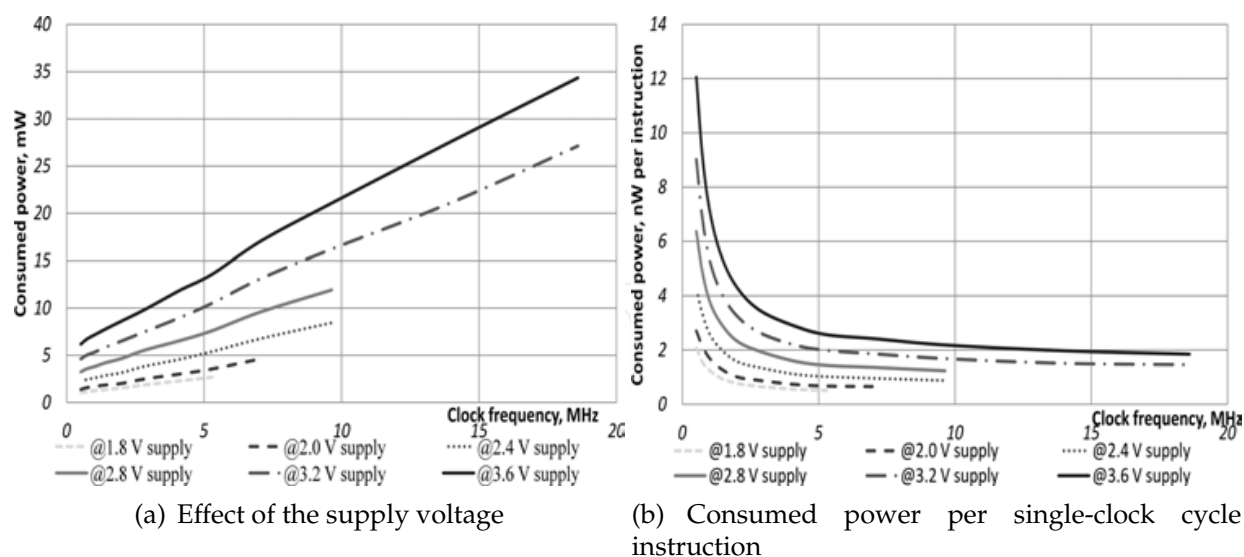 Consumed power, mW
40
35
30
25
20
15
10
5
0
0 5 10 15 20
Clock frequency, MHz
@1.8 V supply @2.0 V supply @2.4 V supply
@2.8 V supply @3.2 V supply @3.6 V supply
(a) Effect of the supply voltage
Consumed power, nW per instruction
14
12
10
8
6
4
2
0
0 5 10 15 20
Clock frequency, MHz
@1.8 V supply @2.0 V supply @2.4 V supply
@2.8 V supply @3.2 V supply @3.6 V supply
(b) Consumed power per single-clock cycle
instruction